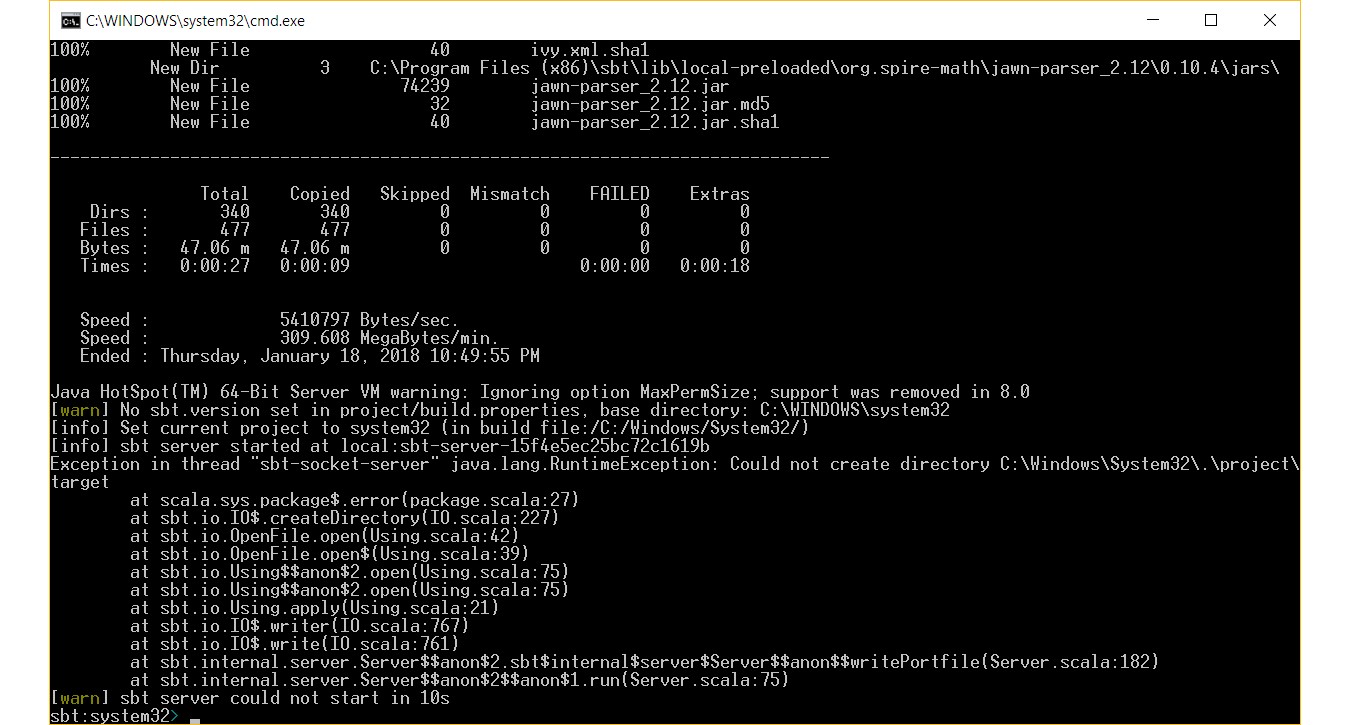 C:\WINDOWS\system32\cmd.exe
100% New File 40 ivy.xml.sha1
New Dir 3 C:\Program Files (x86)\sbt\lib\local-preloaded\org.spire-math\jawn-parser_2.12\0.10.4\jars\
100% New File 74239 jawn-parser_2.12.jar
100% New File 32 jawn-parser_2.12.jar.md5
100% New File 40 jawn-parser_2.12.jar.sha1
------------------------------------------------------------------------------
Total Copied Skipped Mismatch FAILED Extras
Dirs : 340 340 0 0 0 0
Files : 477 477 0 0 0 0
Bytes : 47.06 m 47.06 m 0 0 0 0
Times : 0:00:27 0:00:09 0:00:00 0:00:18
Speed : 5410797 Bytes/sec.
Speed : 309.608 MegaBytes/min.
Ended : Thursday, January 18, 2018 10:49:55 PM
Java HotSpot(TM) 64-Bit Server VM warning: Ignoring option MaxPermSize; support was removed in 8.0
[warn] No sbt.version set in project/build.properties, base directory: C:\WINDOWS\system32
[info] Set current project to system32 (in build file:/C:/Windows/System32/)
[info] sbt server started at local:sbt-server-15f4e5ec25bc72c1619b
Exception in thread "sbt-socket-server" java.lang.RuntimeException: Could not create directory C:\Windows\System32\.\project\
target
at scala.sys.package$.error(package.scala:27)
at sbt.io.IO$.createDirectory(IO.scala:227)
at sbt.io.OpenFile.open(Using.scala:42)
at sbt.io.OpenFile.open$(Using.scala:39)
at sbt.io.Using$$anon$2.open(Using.scala:75)
at sbt.io.Using$$anon$2.open(Using.scala:75)
at sbt.io.Using.apply(Using.scala:21)
at sbt.io.IO$.writer(IO.scala:767)
at sbt.io.IO$.write(IO.scala:761)
at sbt.internal.server.Server$$anon$2.sbt$internal$server$Server$$anon$$writePortfile(Server.scala:182)
at sbt.internal.server.Server$$anon$2$$anon$1.run(Server.scala:75)
[warn] sbt server could not start in 10s
sbt:system32> _